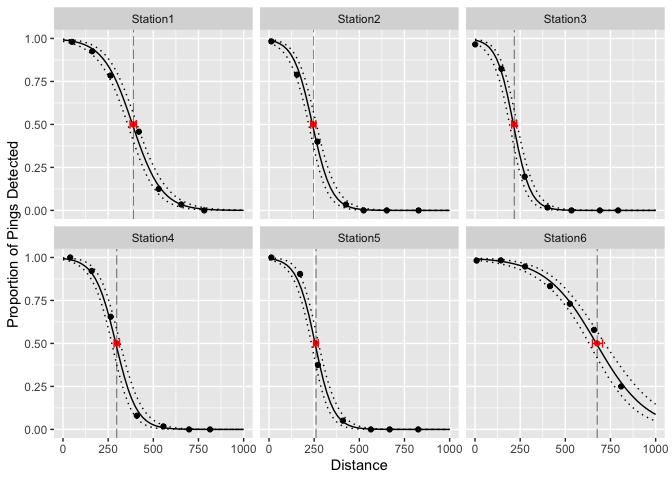 Station1 Station2 Station3
1.00
0.75
0.50
0.25
0.00
Station4 Station5 Station6
1.00
0.75
0.50
0.25
0.00
0 250 500 750 1000 0 250 500 750 1000 0 250 500 750 1000
Distance
Proportion of Pings Detected